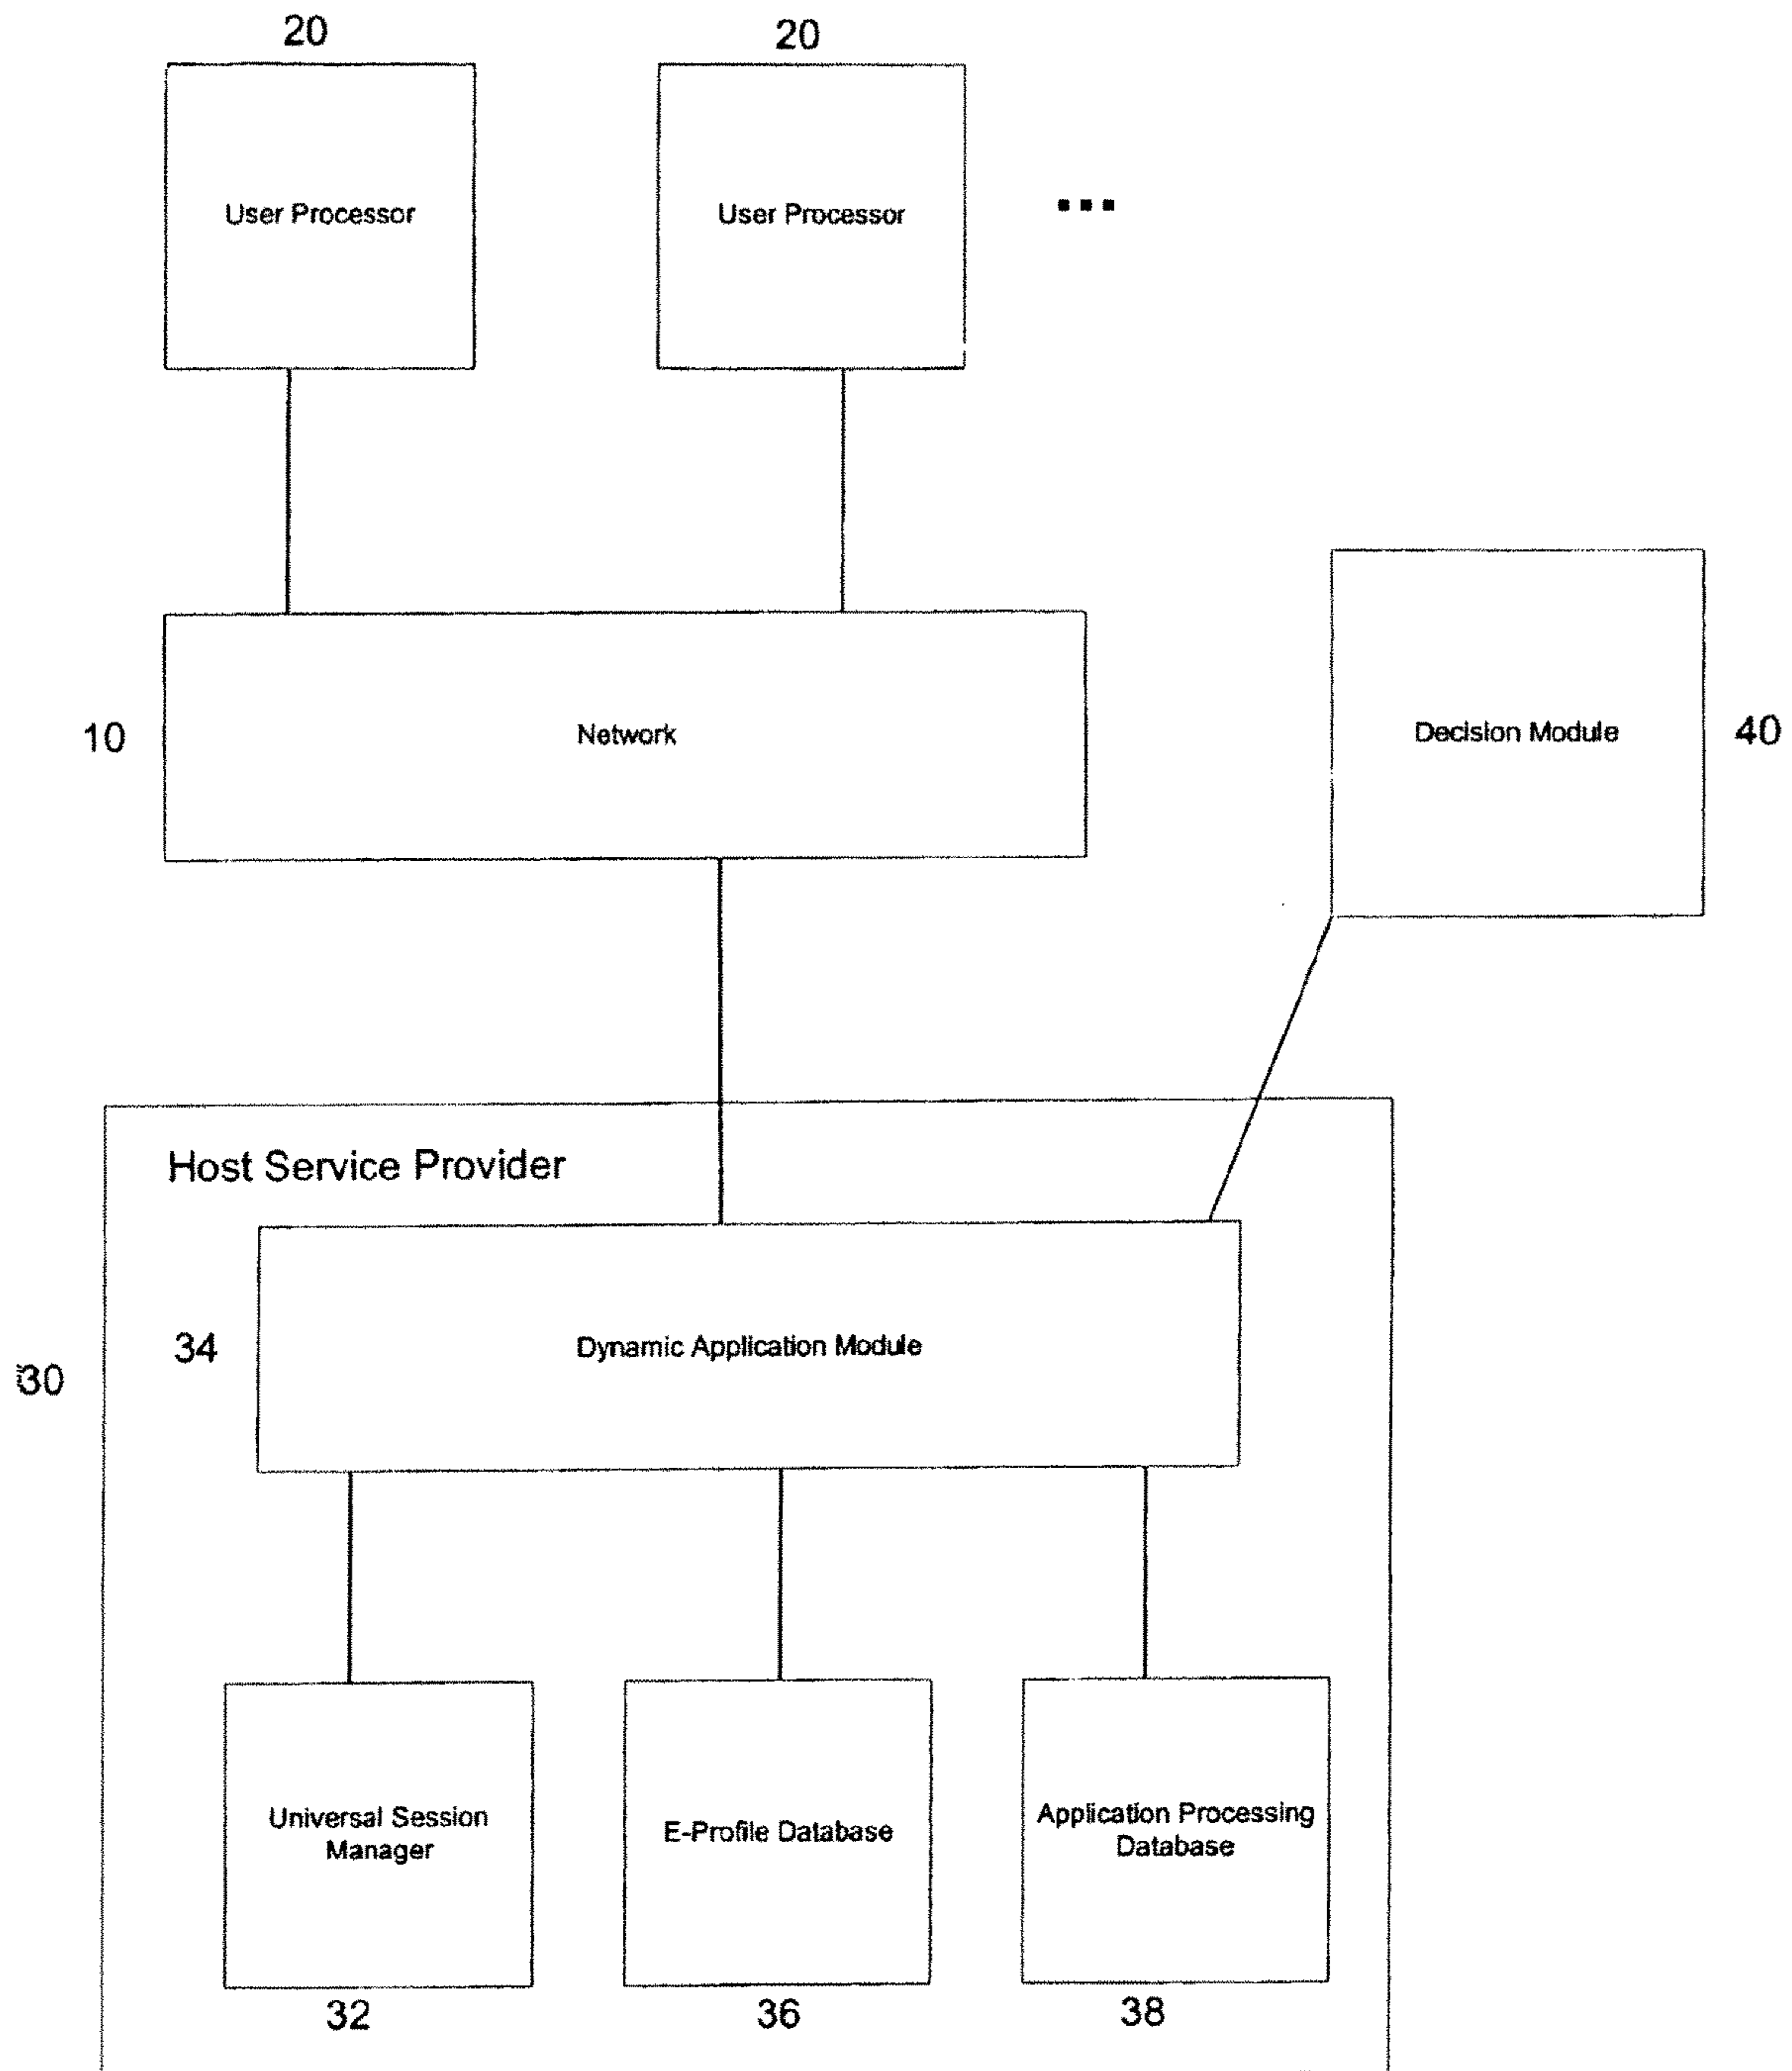 20
20
User Processor
User Processor
...
10
Network
Decision Module
40
Host Service Provider
30
34
Dynamic Application Module
Universal Session
Manager
E-Profile Database
Application Processing
Database
32
36
38